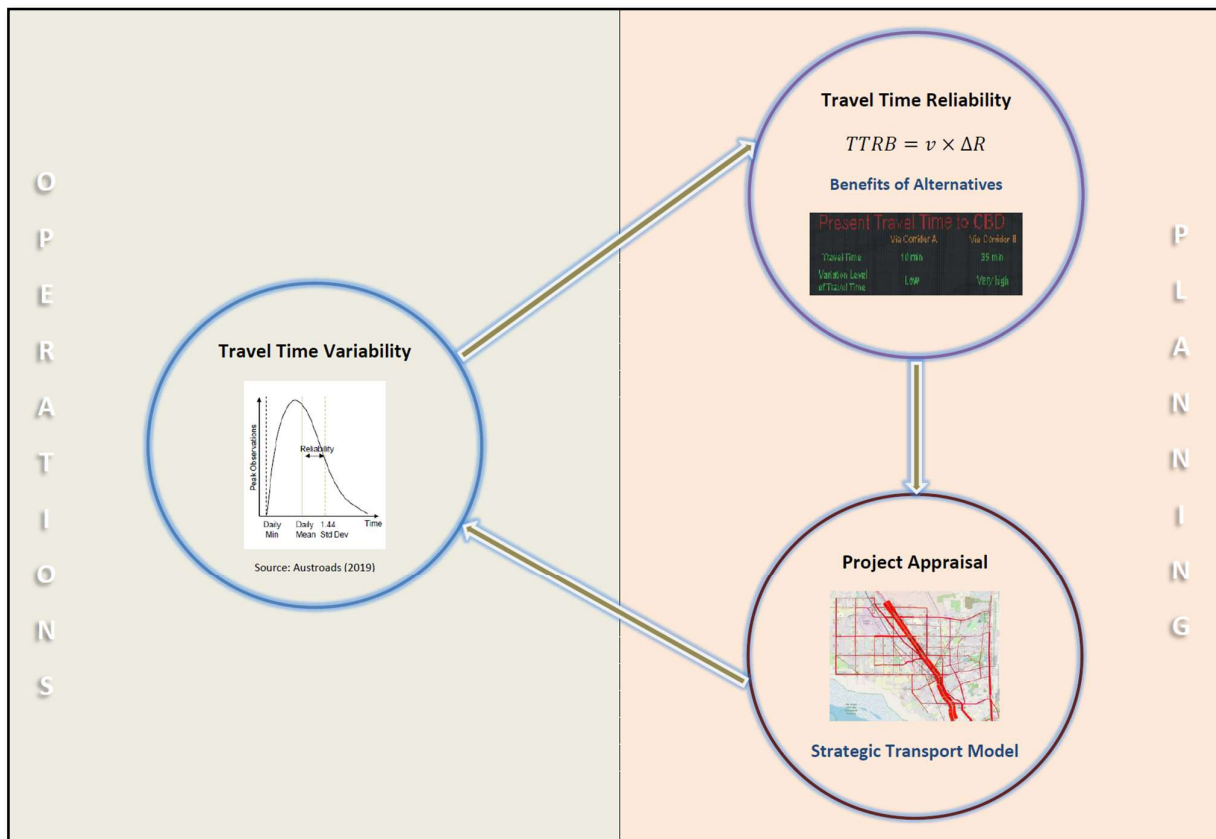 OPERATIONS
Travel Time Variability
Peak Observations
Reliability
Daily Min
Daily Mean
1.44 Std Dev
Time
Source: Austroads (2019)
Travel Time Reliability
TTRB = v × ΔR
Benefits of Alternatives
Present Travel Time to CBD
Via Corridor A Via Corridor B
Travel Time 10 min 35 min
Variation Level of Travel Time Low Very high
Project Appraisal
Strategic Transport Model
PLANNING